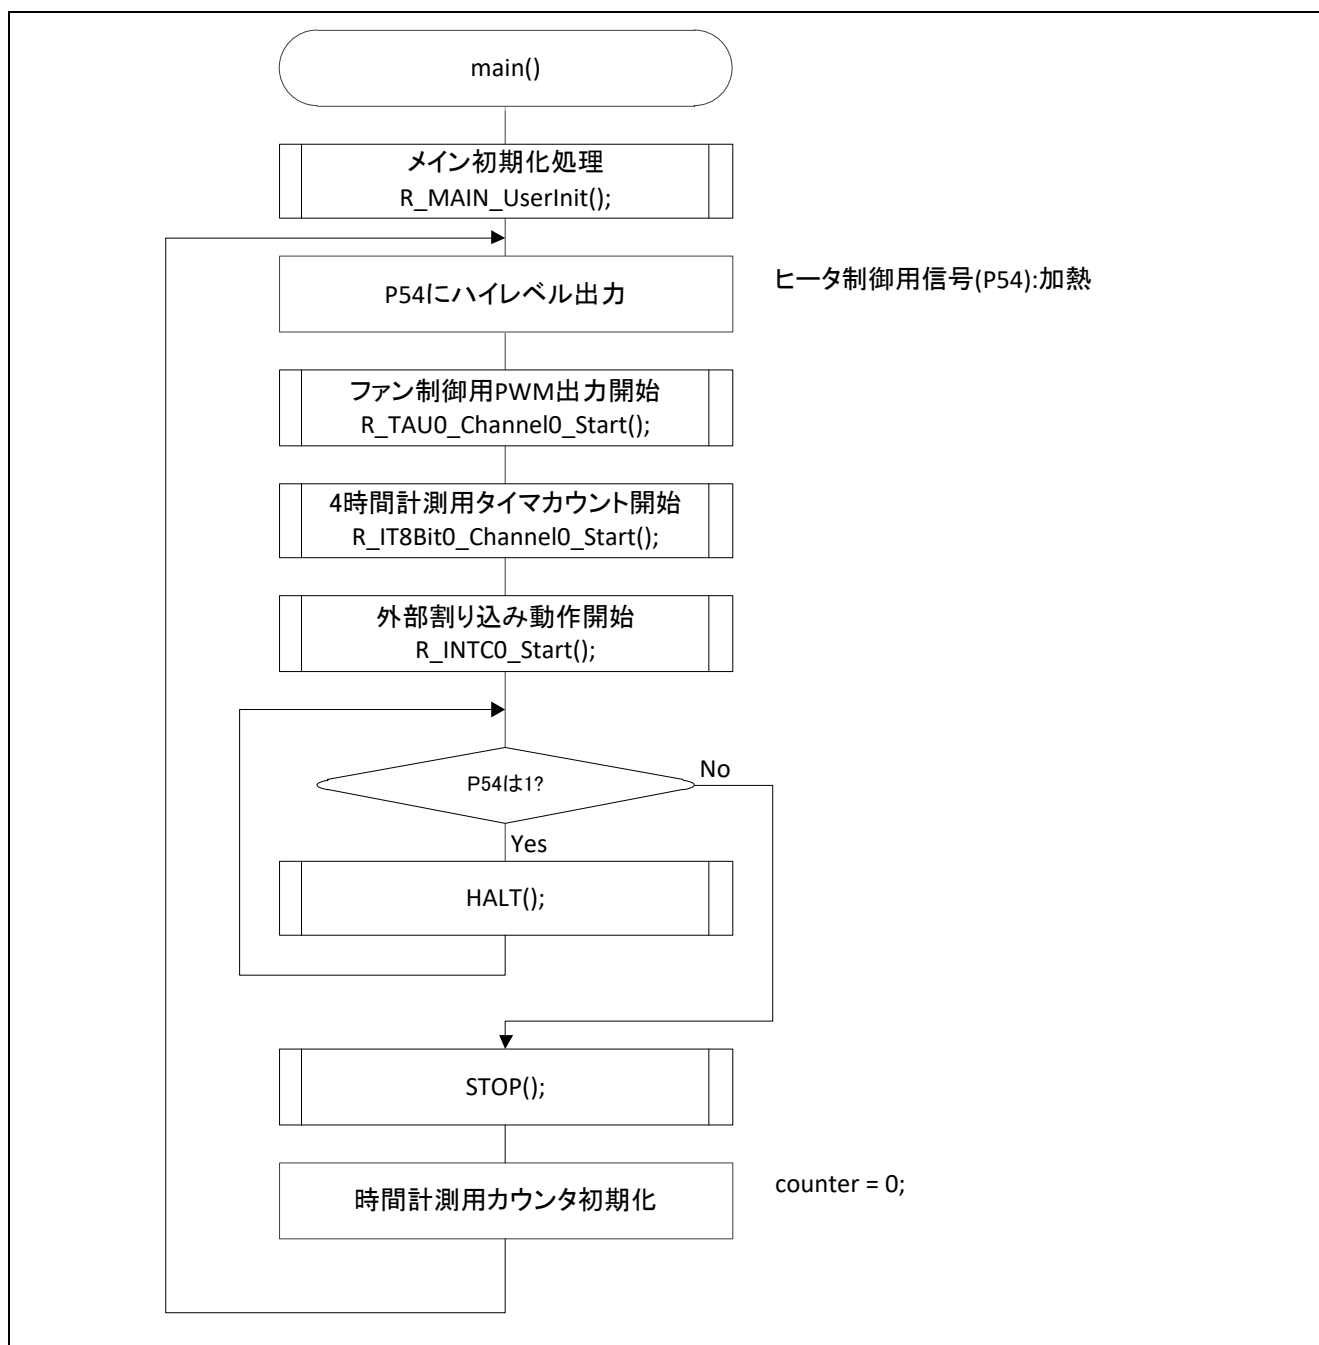 main()
メイン初期化処理
R_MAIN_UserInit();
P54にハイレベル出力
ヒータ制御用信号(P54):加熱
ファン制御用PWM出力開始
R_TAU0_Channel0_Start();
4時間計測用タイマカウント開始
R_IT8Bit0_Channel0_Start();
外部割り込み動作開始
R_INTC0_Start();
P54は1?
No
Yes
HALT();
STOP();
時間計測用カウンタ初期化
counter = 0;